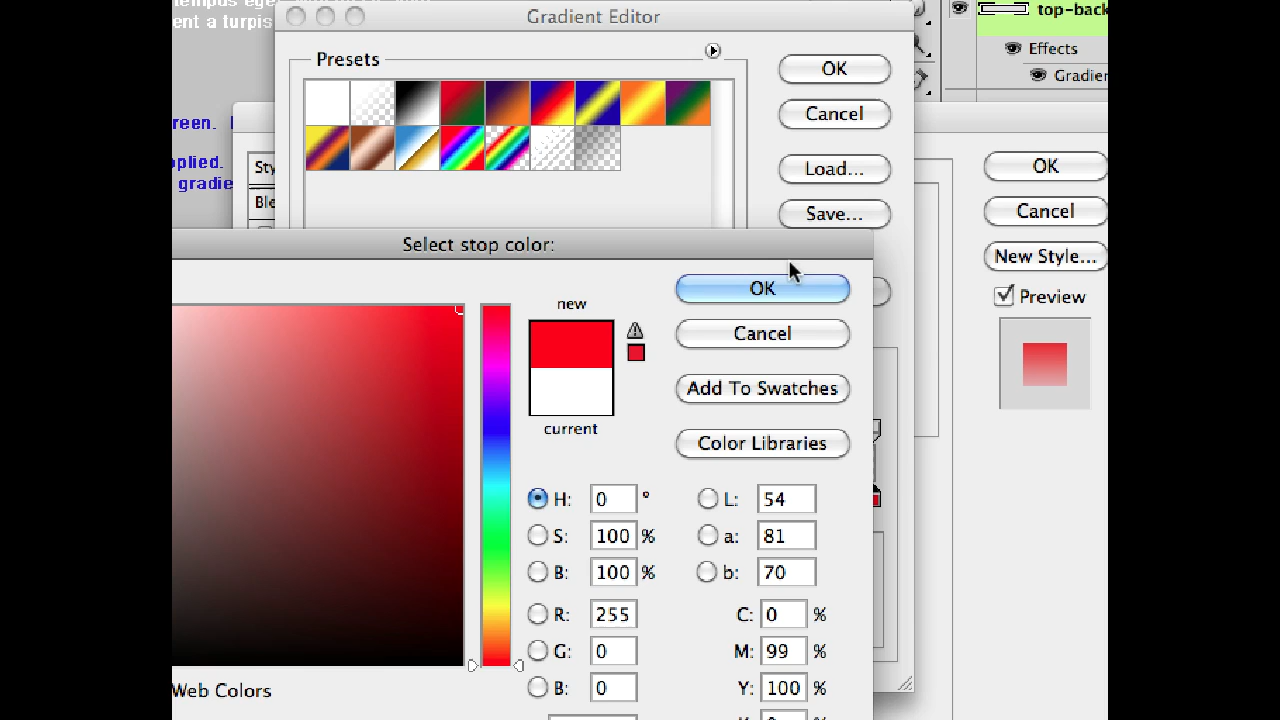 tempus ege
ent a turpis
Gradient Editor
top-back
Effects
Gradie
Presets
OK
Cancel
Load...
Save...
reen.
pplied.
gradie
Sty
Ble
OK
Cancel
New Style...
Preview
Select stop color:
new
current
OK
Cancel
Add To Swatches
Color Libraries
H: 0 °
L: 54
S: 100 %
a: 81
B: 100 %
b: 70
R: 255
C: 0 %
G: 0
M: 99 %
B: 0
Y: 100 %
Web Colors